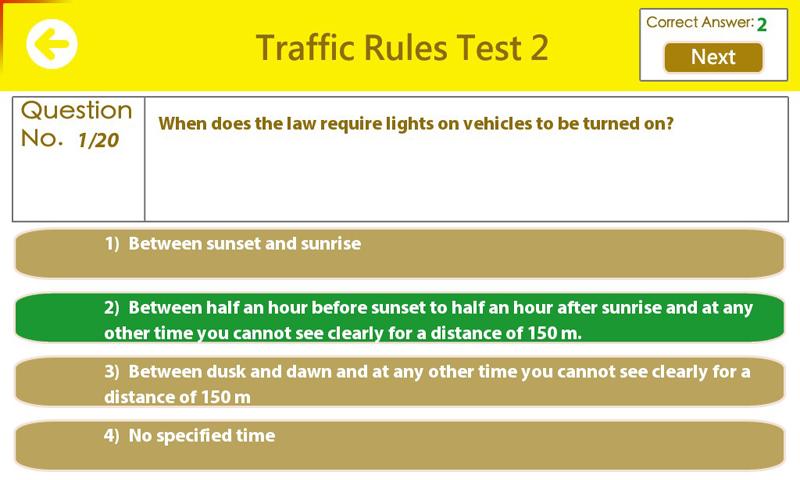 Traffic Rules Test 2
Correct Answer: 2
Next
Question
No. 1/20
When does the law require lights on vehicles to be turned on?
1) Between sunset and sunrise
2) Between half an hour before sunset to half an hour after sunrise and at any
other time you cannot see clearly for a distance of 150 m.
3) Between dusk and dawn and at any other time you cannot see clearly for a
distance of 150 m
4) No specified time